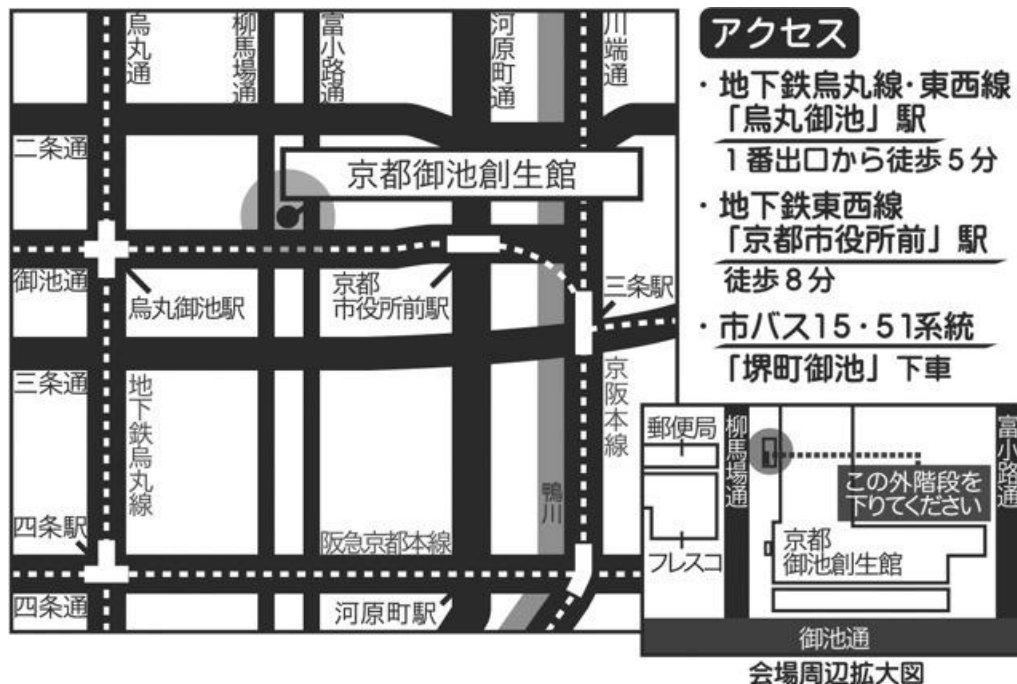 烏丸通
柳馬場通
富小路通
河原町通
川端通
二条通
京都御池創生館
御池通
烏丸御池駅
京都
市役所前駅
三条駅
三条通
地下鉄烏丸線
京阪本線
鴨川
四条駅
阪急京都本線
四条通
河原町駅
アクセス
・地下鉄烏丸線・東西線
「烏丸御池」駅
1番出口から徒歩5分
・地下鉄東西線
「京都市役所前」駅
徒歩8分
・市バス15・51系統
「堺町御池」下車
郵便局
柳馬場通
富小路通
この外階段を
下りてください
フレスコ
京都
御池創生館
御池通
会場周辺拡大図